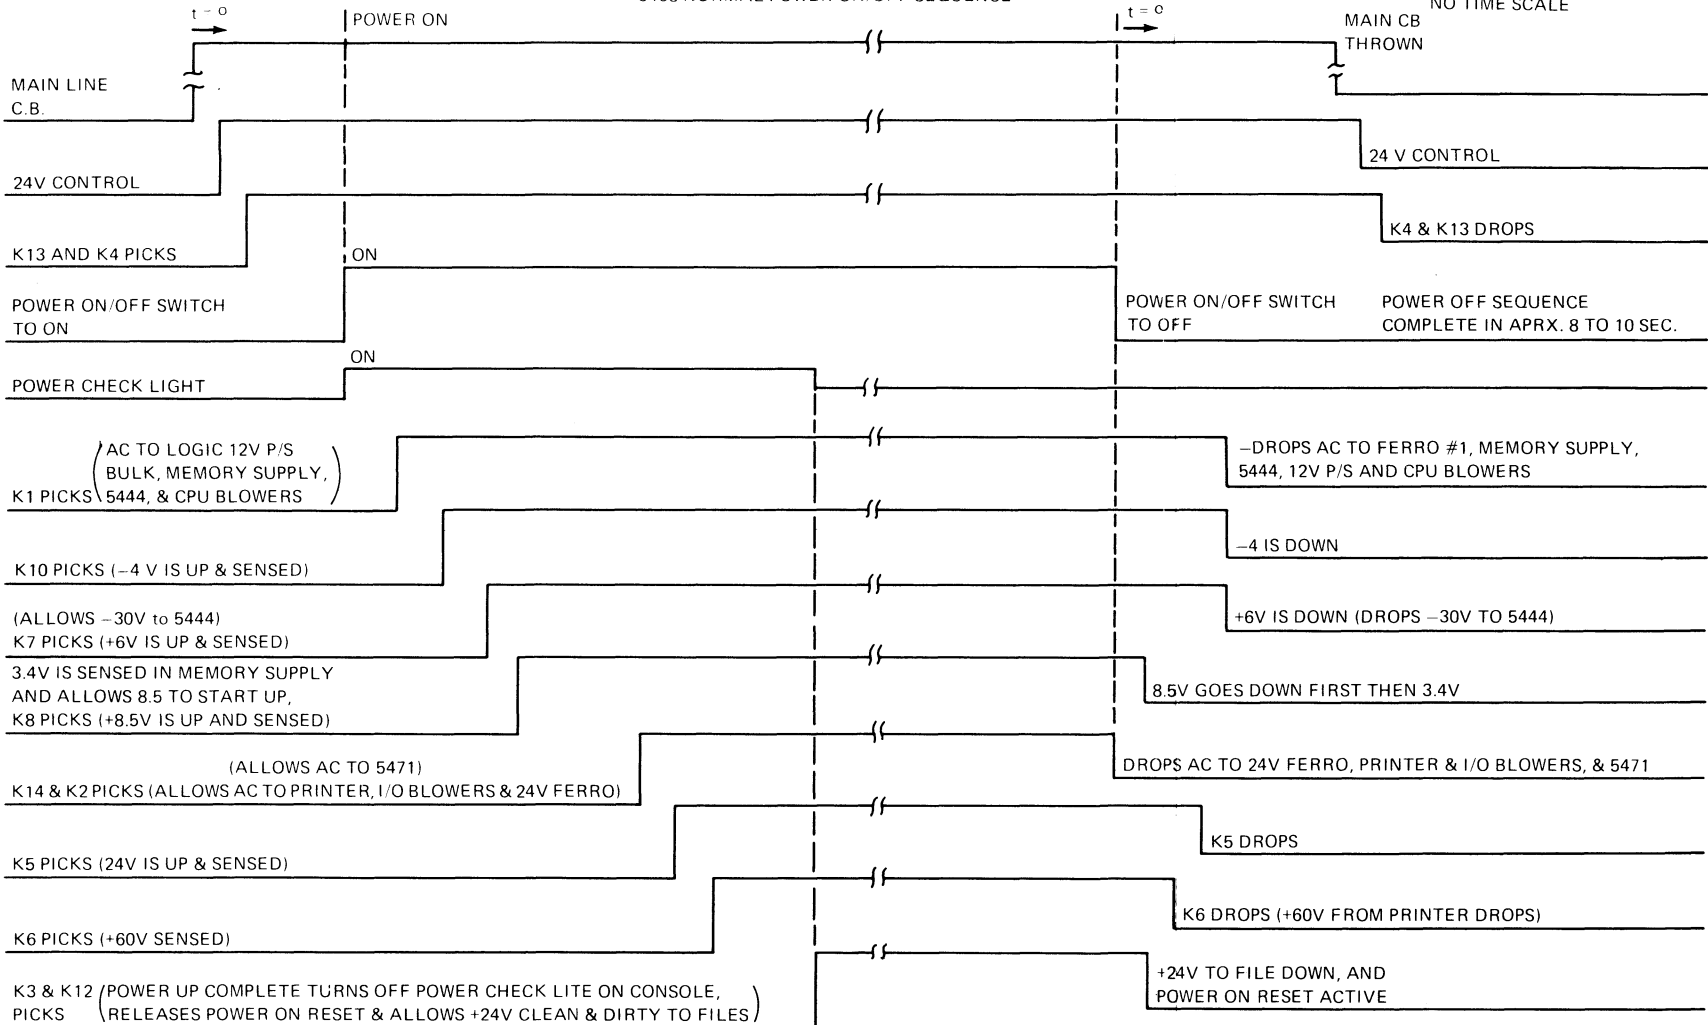 t - o
POWER ON
t = o
MAIN CB
THROWN
NO TIME SCALE
MAIN LINE
C.B.
24V CONTROL
24 V CONTROL
K13 AND K4 PICKS
K4 & K13 DROPS
ON
POWER ON/OFF SWITCH
TO ON
POWER ON/OFF SWITCH
TO OFF
POWER OFF SEQUENCE
COMPLETE IN APRX. 8 TO 10 SEC.
ON
POWER CHECK LIGHT
AC TO LOGIC 12V P/S
BULK, MEMORY SUPPLY,
K1 PICKS 5444, & CPU BLOWERS
–DROPS AC TO FERRO #1, MEMORY SUPPLY,
5444, 12V P/S AND CPU BLOWERS
K10 PICKS (–4 V IS UP & SENSED)
–4 IS DOWN
(ALLOWS –30V to 5444)
K7 PICKS (+6V IS UP & SENSED)
+6V IS DOWN (DROPS –30V TO 5444)
3.4V IS SENSED IN MEMORY SUPPLY
AND ALLOWS 8.5 TO START UP,
K8 PICKS (+8.5V IS UP AND SENSED)
8.5V GOES DOWN FIRST THEN 3.4V
(ALLOWS AC TO 5471)
K14 & K2 PICKS (ALLOWS AC TO PRINTER, I/O BLOWERS & 24V FERRO)
DROPS AC TO 24V FERRO, PRINTER & I/O BLOWERS, & 5471
K5 PICKS (24V IS UP & SENSED)
K5 DROPS
K6 PICKS (+60V SENSED)
K6 DROPS (+60V FROM PRINTER DROPS)
K3 & K12 (POWER UP COMPLETE TURNS OFF POWER CHECK LITE ON CONSOLE,
PICKS RELEASES POWER ON RESET & ALLOWS +24V CLEAN & DIRTY TO FILES)
+24V TO FILE DOWN, AND
POWER ON RESET ACTIVE